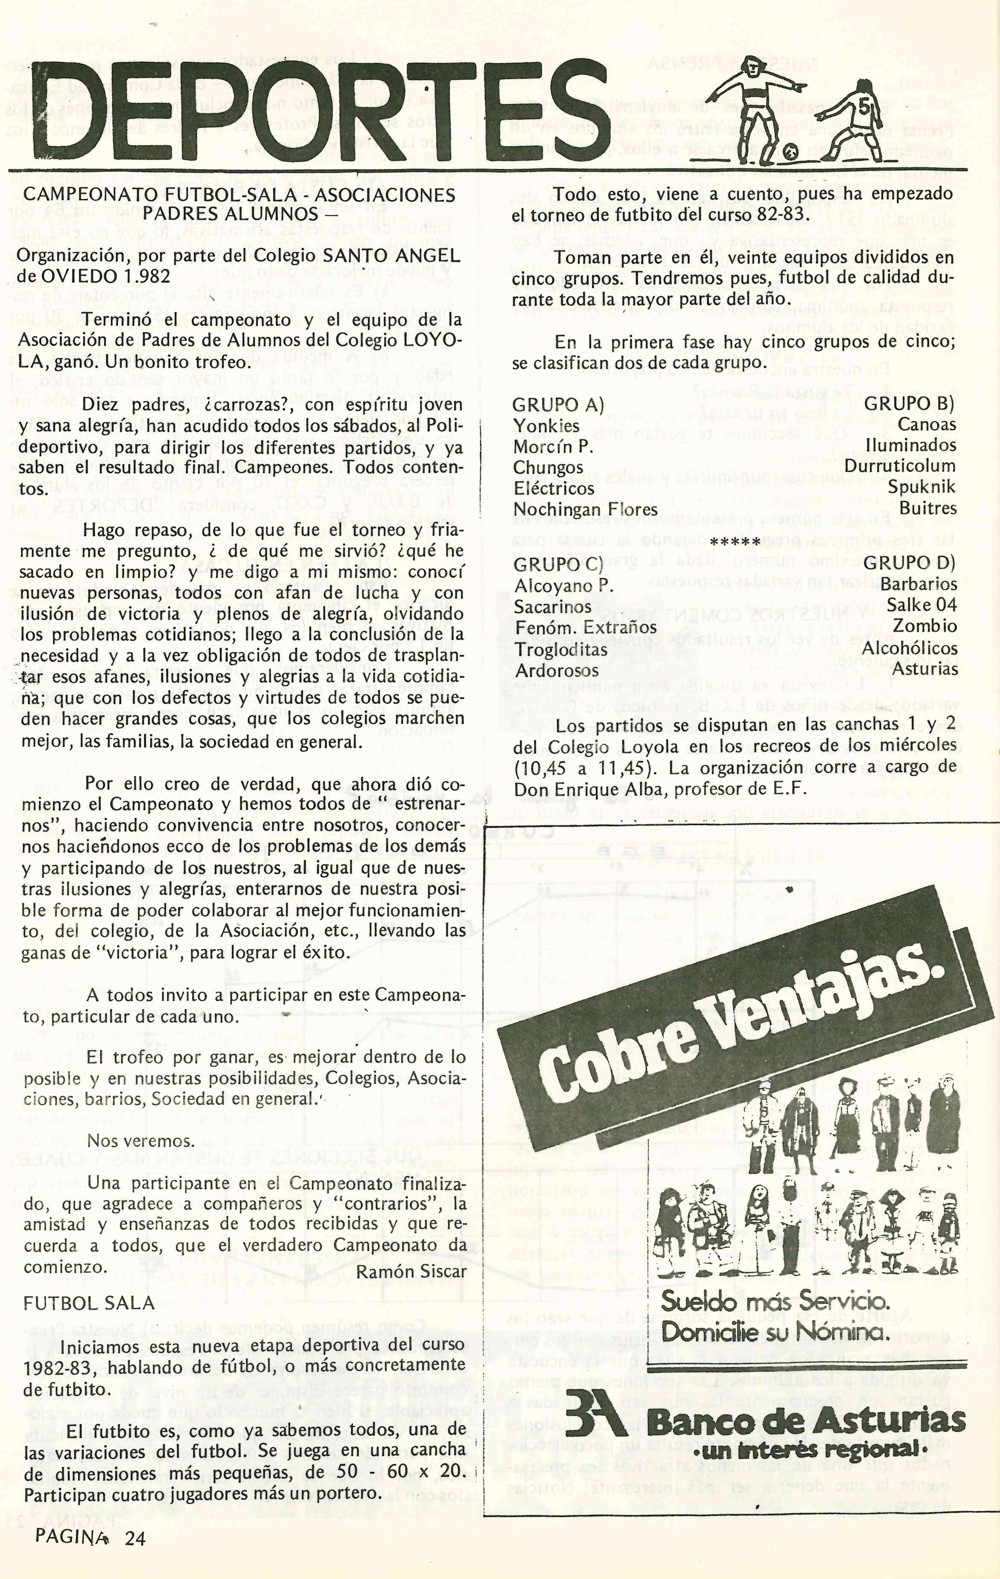 DEPORTES
5
CAMPEONATO FUTBOL-SALA - ASOCIACIONES
PADRES ALUMNOS —
Organización, por parte del Colegio SANTO ANGEL
de OVIEDO 1.982
Terminó el campeonato y el equipo de la
Asociación de Padres de Alumnos del Colegio LOYO-
LA, ganó. Un bonito trofeo.
Diez padres, ¿carrozas?, con espíritu joven
y sana alegría, han acudido todos los sábados, al Poli-
deportivo, para dirigir los diferentes partidos, y ya
saben el resultado final. Campeones. Todos conten-
tos.
Hago repaso, de lo que fue el torneo y fria-
mente me pregunto, ¿ de qué me sirvió? ¿qué he
sacado en limpio? y me digo a mi mismo: conocí
nuevas personas, todos con afan de lucha y con
ilusión de victoria y plenos de alegría, olvidando
los problemas cotidianos; llego a la conclusión de la
necesidad y a la vez obligación de todos de trasplan-
tar esos afanes, ilusiones y alegrias a la vida cotidia-
na; que con los defectos y virtudes de todos se pue-
den hacer grandes cosas, que los colegios marchen
mejor, las familias, la sociedad en general.
Por ello creo de verdad, que ahora dió co-
mienzo el Campeonato y hemos todos de " estrenar-
nos", haciendo convivencia entre nosotros, conocer-
nos haciéndonos ecco de los problemas de los demás
y participando de los nuestros, al igual que de nues-
tras ilusiones y alegrías, enterarnos de nuestra posi-
ble forma de poder colaborar al mejor funcionamien-
to, del colegio, de la Asociación, etc., llevando las
ganas de "victoria", para lograr el éxito.
A todos invito a participar en este Campeona-
to, particular de cada uno.
El trofeo por ganar, es mejorar dentro de lo
posible y en nuestras posibilidades, Colegios, Asocia-
ciones, barrios, Sociedad en general.
Nos veremos.
Una participante en el Campeonato finaliza-
do, que agradece a compañeros y "contrarios", la
amistad y enseñanzas de todos recibidas y que re-
cuerda a todos, que el verdadero Campeonato da
comienzo.
Ramón Siscar
FUTBOL SALA
Iniciamos esta nueva etapa deportiva del curso
1982-83, hablando de fútbol, o más concretamente
de futbito.
El futbito es, como ya sabemos todos, una de
las variaciones del futbol. Se juega en una cancha
de dimensiones más pequeñas, de 50 - 60 x 20.
Participan cuatro jugadores más un portero.
Todo esto, viene a cuento, pues ha empezado
el torneo de futbito del curso 82-83.
Toman parte en él, veinte equipos divididos en
cinco grupos. Tendremos pues, futbol de calidad du-
rante toda la mayor parte del año.
En la primera fase hay cinco grupos de cinco;
se clasifican dos de cada grupo.
GRUPO A) GRUPO B)
Yonkies Canoas
Morcín P. Iluminados
Chungos Durruticolum
Eléctricos Spuknik
Nochingan Flores Buitres
*****
GRUPO C) GRUPO D)
Alcoyano P. Barbarios
Sacarinos Salke 04
Fenóm. Extraños Zombio
Trogloditas Alcohólicos
Ardorosos Asturias
Los partidos se disputan en las canchas 1 y 2
del Colegio Loyola en los recreos de los miércoles
(10,45 a 11,45). La organización corre a cargo de
Don Enrique Alba, profesor de E.F.
Cobre Ventajas.
Sueldo más Servicio.
Domicilie su Nómina.
Banco de Asturias
·un interés regional·
PAGINA 24